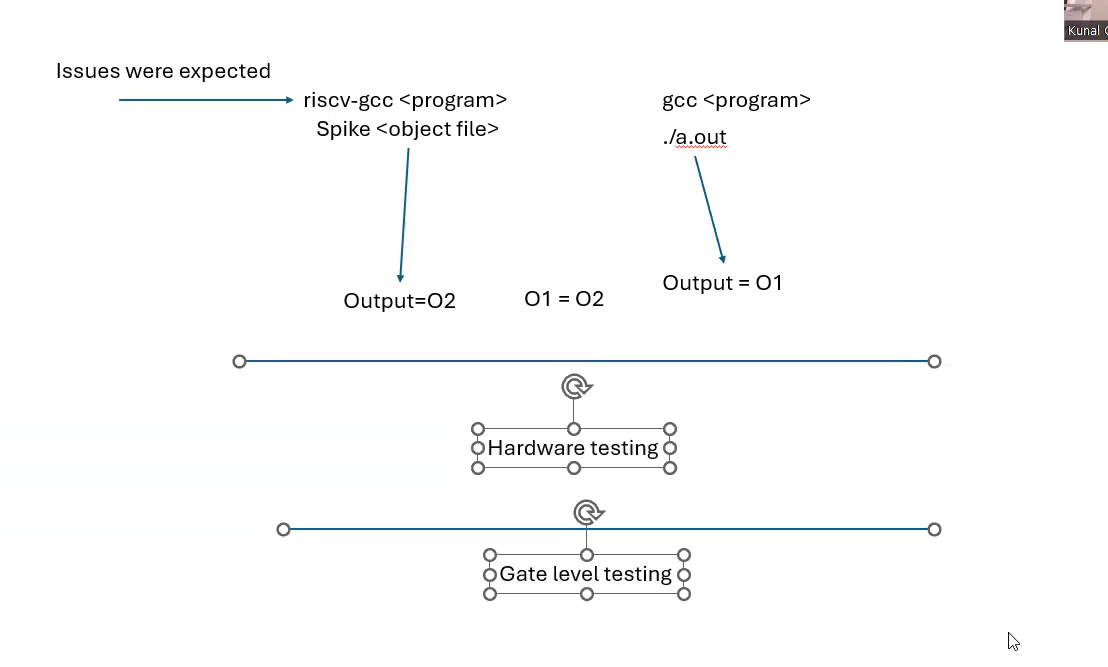 Kunal
Issues were expected
riscv-gcc <program>
Spike <object file>
gcc <program>
./a.out
Output=O2
O1 = O2
Output = O1
Hardware testing
Gate level testing